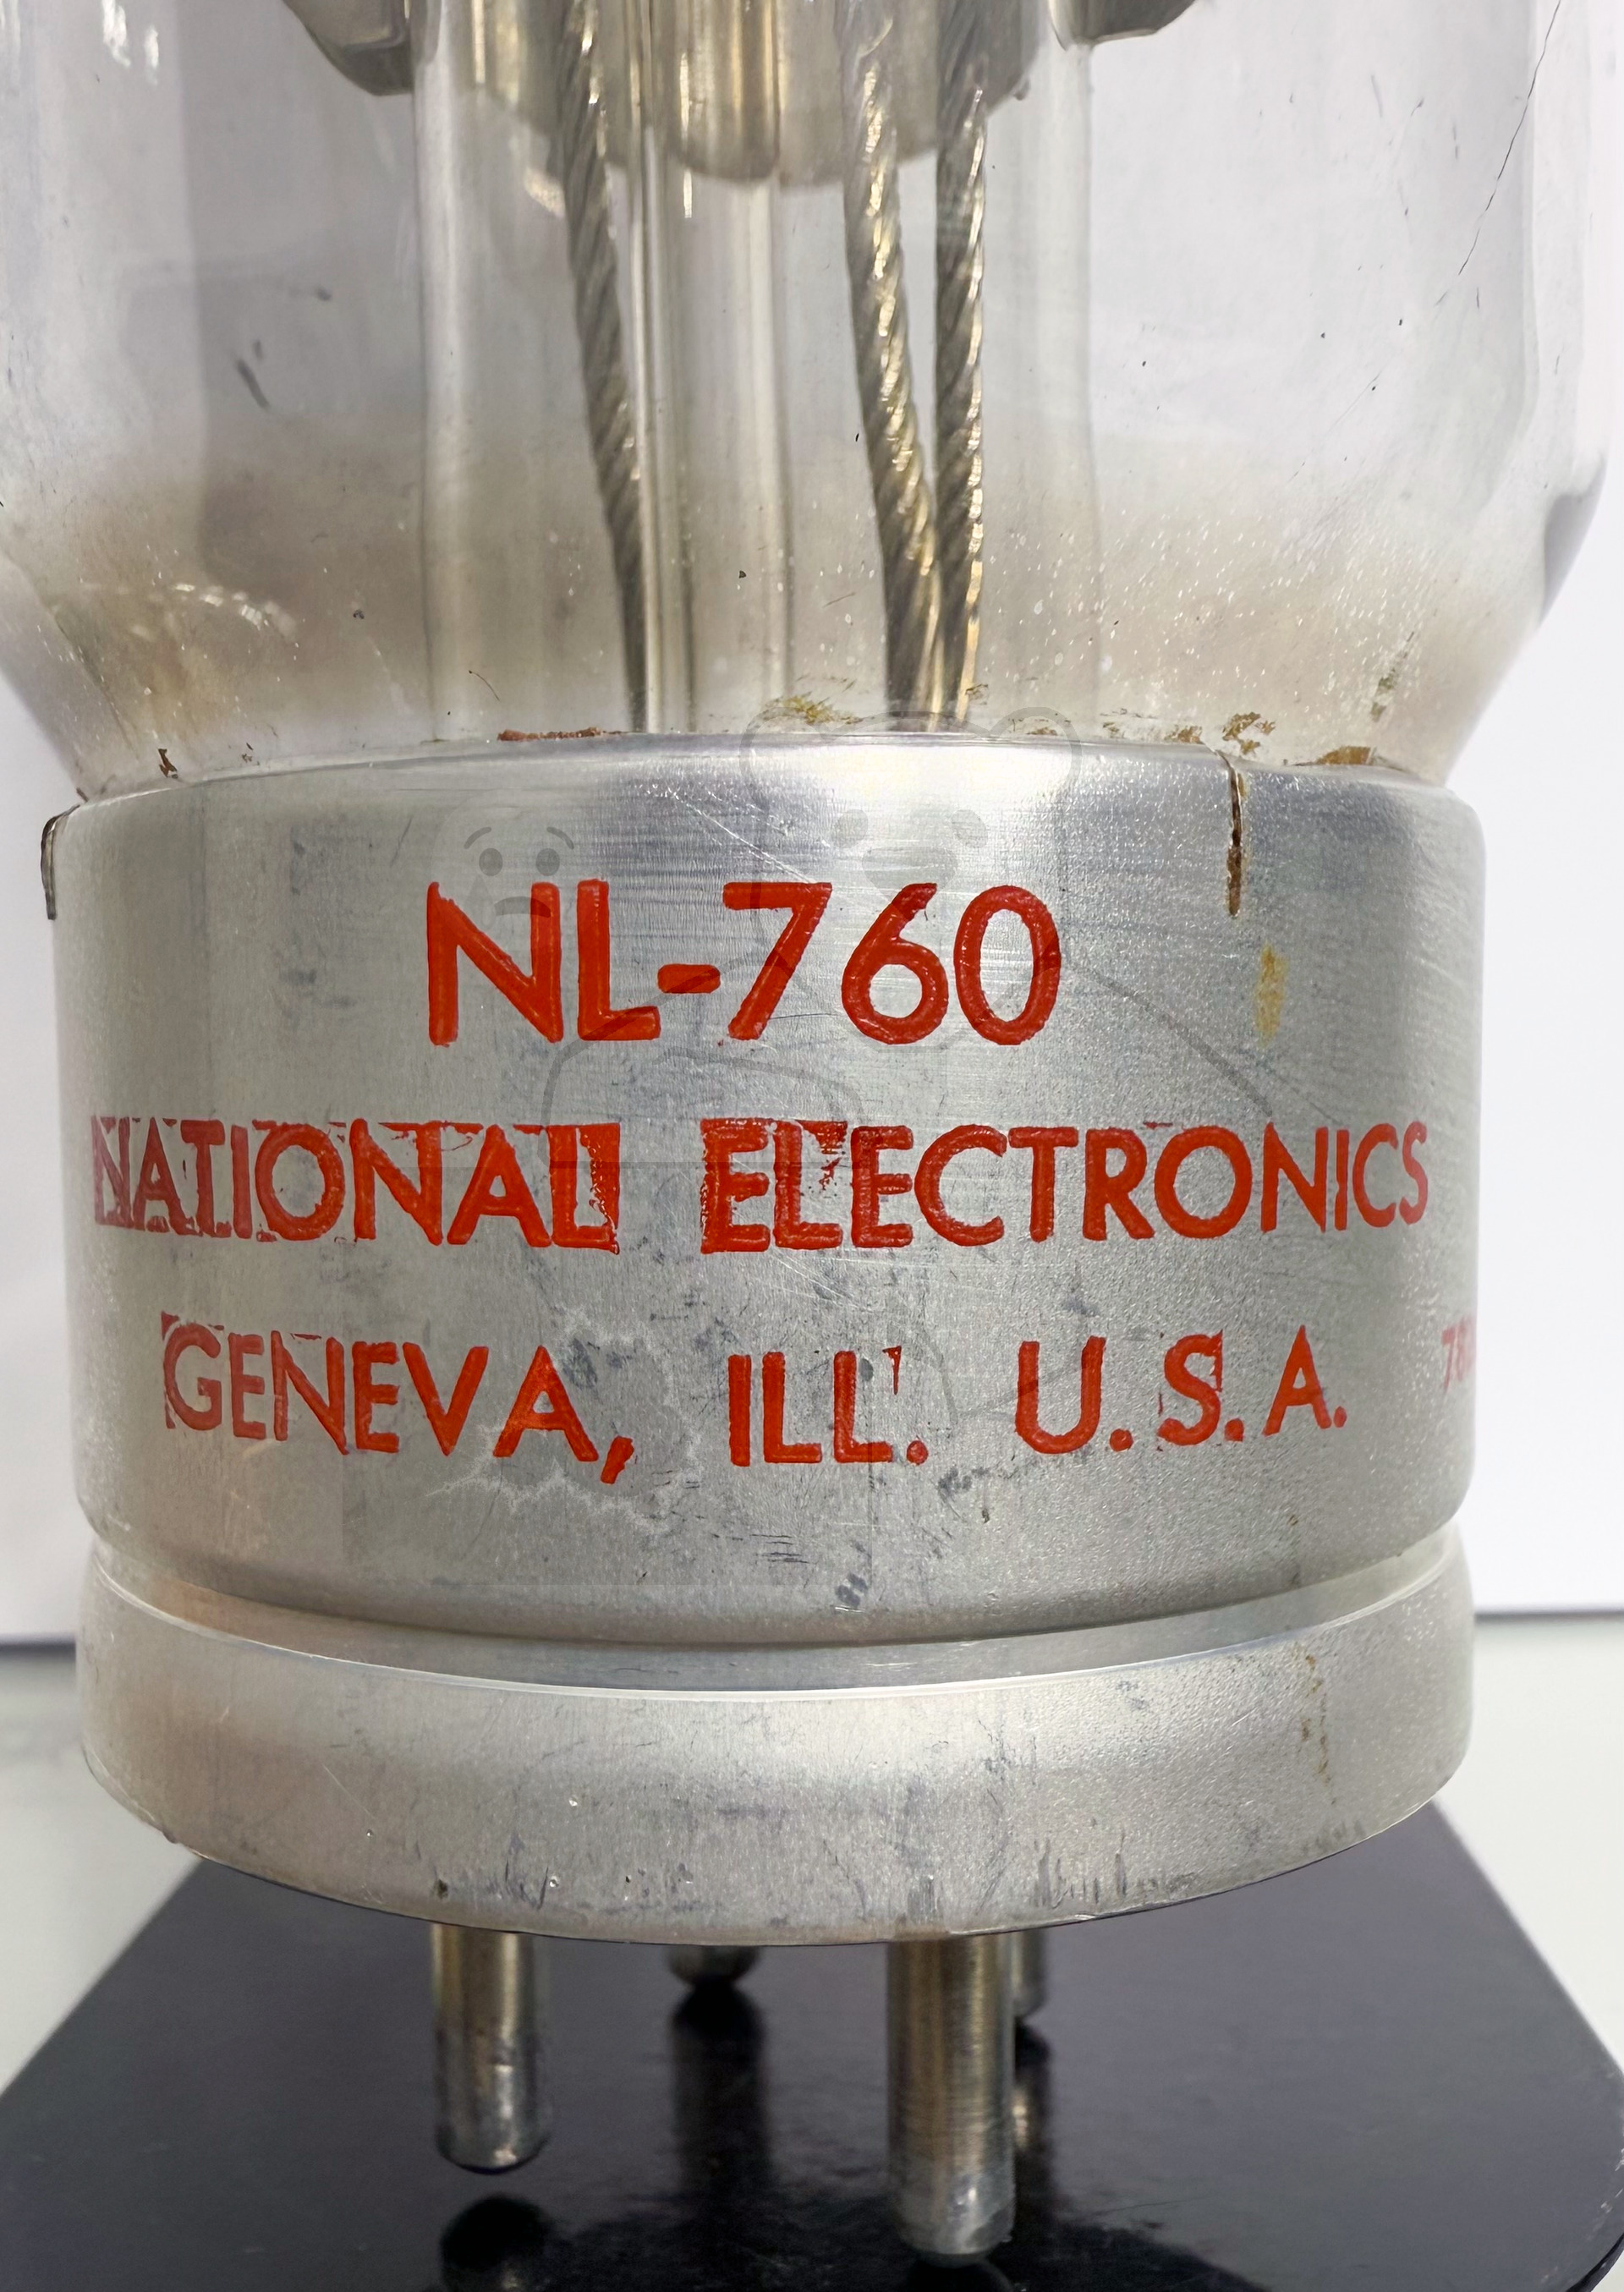 NL-760
NATIONAL ELECTRONICS
GENEVA, ILL. U.S.A.